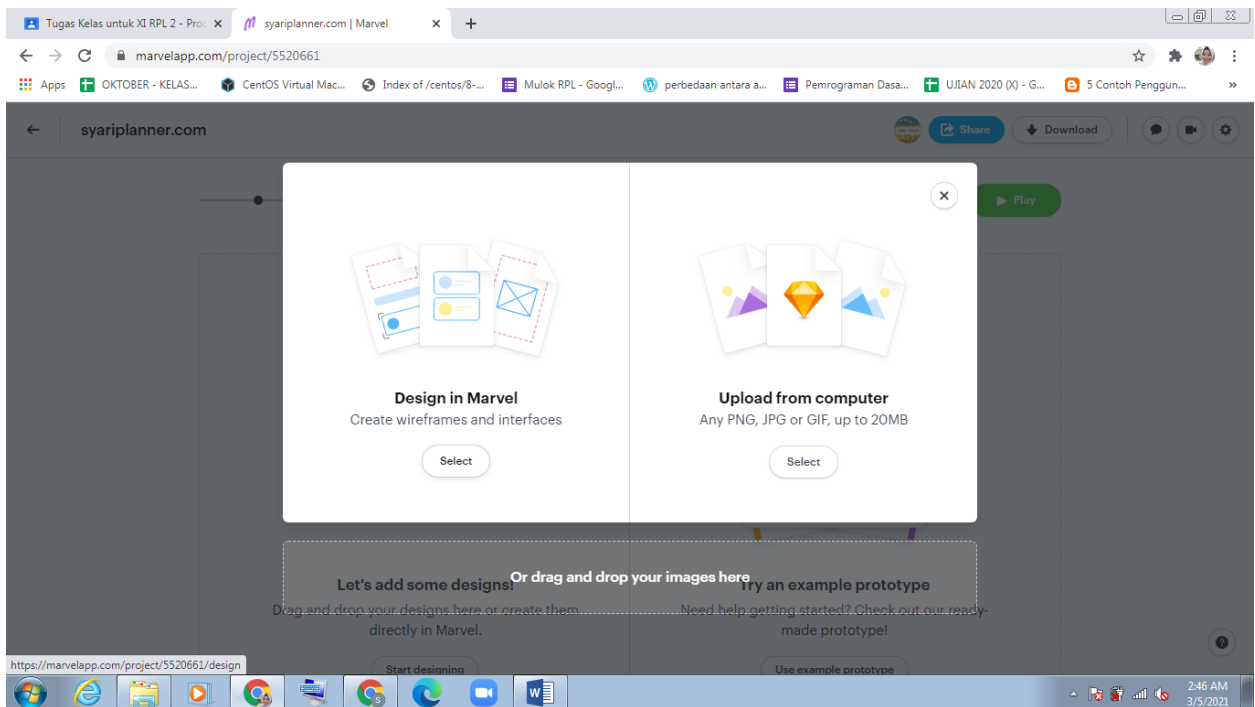 Tugas Kelas untuk XI RPL 2 - Pro
syariplanner.com | Marvel
marvelapp.com/project/5520661
Apps
OKTOBER - KELAS...
CentOS Virtual Mac...
Index of /centos/8-...
Mulok RPL - Googl...
perbedaan antara a...
Pemrograman Dasa...
UJIAN 2020 (X) - G...
5 Contoh Penggun...
syariplanner.com
Share
Download
Play
Design in Marvel
Create wireframes and interfaces
Select
Upload from computer
Any PNG, JPG or GIF, up to 20MB
Select
Or drag and drop your images here
Let's add some designs!
Drag and drop your designs here or create them
directly in Marvel.
Start designing
Try an example prototype
Need help getting started? Check out our ready-
made prototype!
Use example prototype
https://marvelapp.com/project/5520661/design
2:46 AM
3/5/2021